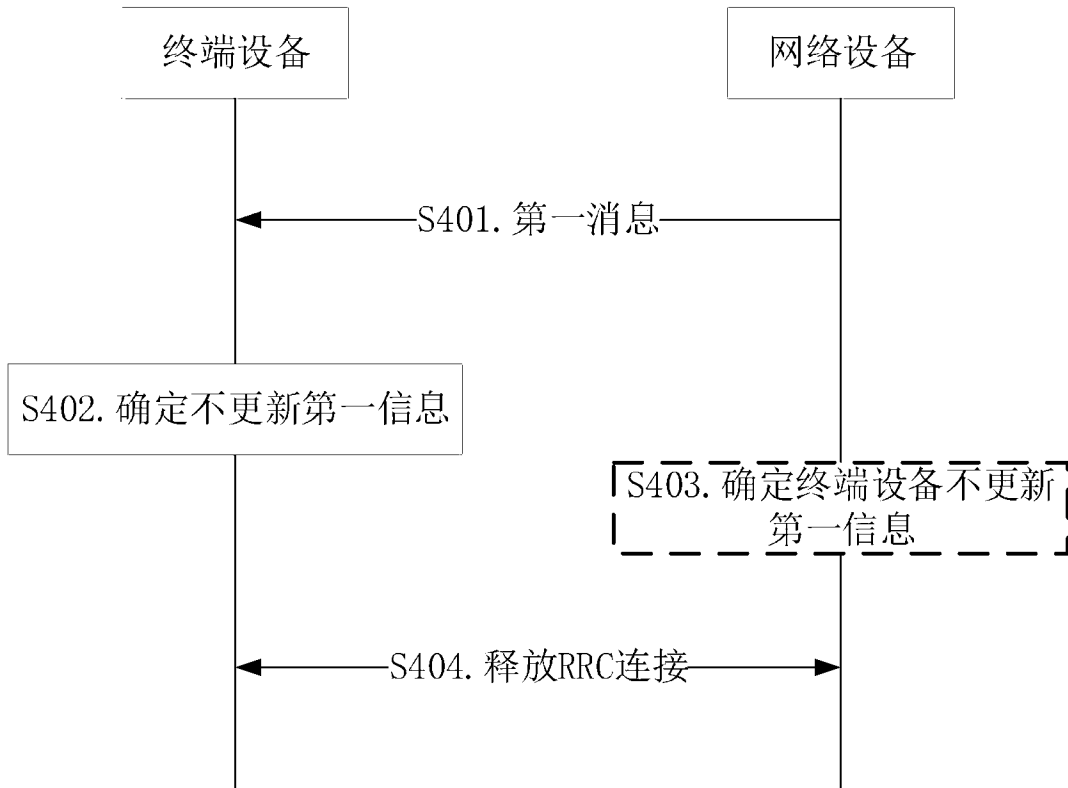 终端设备
网络设备
S401.第一消息
S402.确定不更新第一信息
S403.确定终端设备不更新
第一信息
S404.释放RRC连接